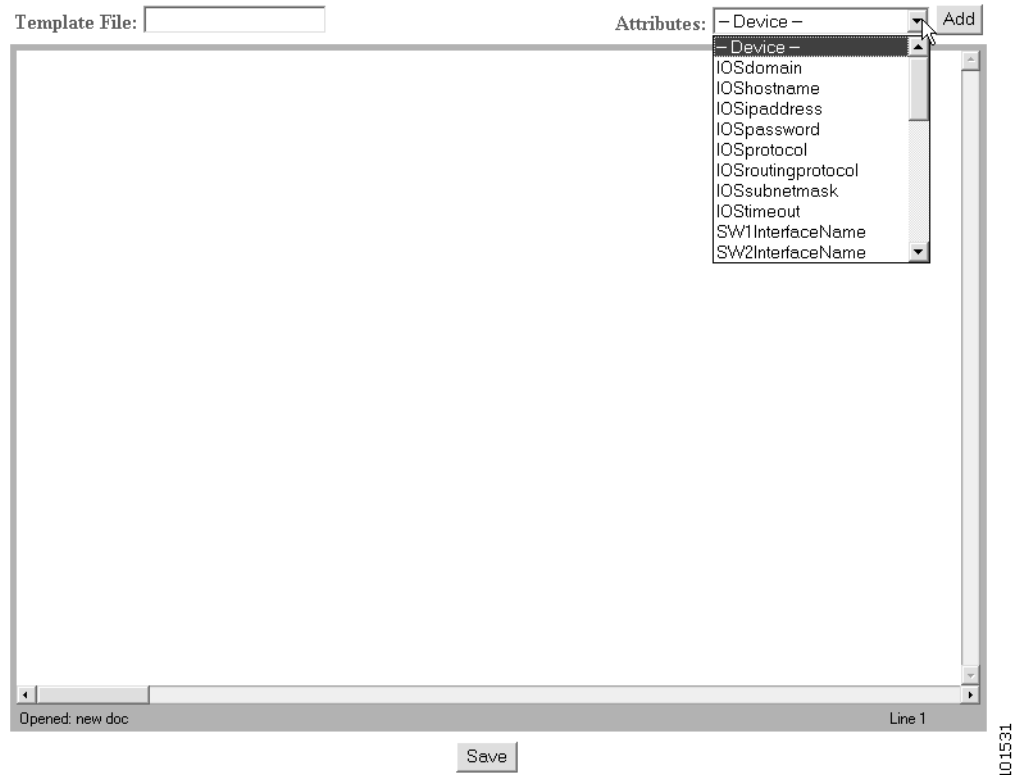 Template File: Attributes: – Device – Add
– Device –
IOSdomain
IOShostname
IOSipaddress
IOSpassword
IOSprotocol
IOSroutingprotocol
IOSsubnetmask
IOStimeout
SW1InterfaceName
SW2InterfaceName
Opened: new doc Line 1
Save
101531